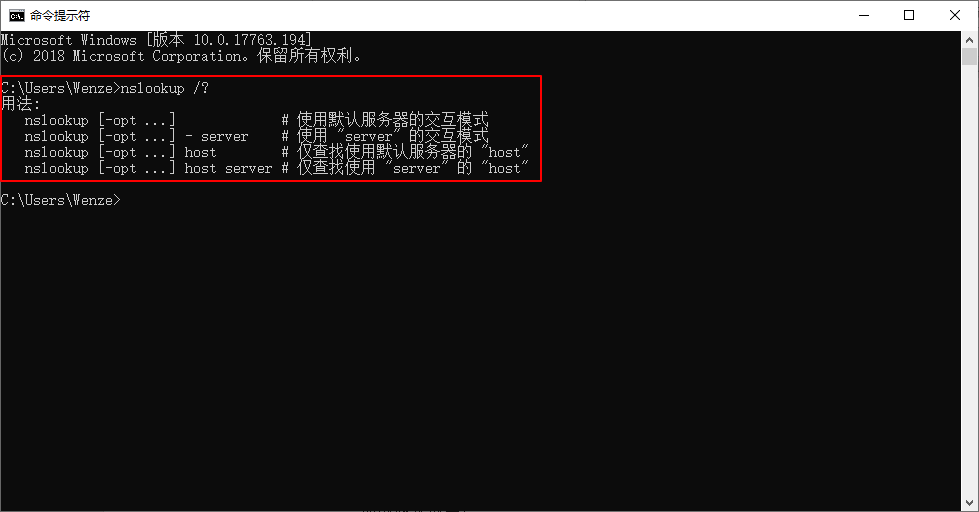 命令提示符
Microsoft Windows [版本 10.0.17763.194]
(c) 2018 Microsoft Corporation。保留所有权利。
C:\Users\Wenze>nslookup /?
用法:
   nslookup [-opt ...]             # 使用默认服务器的交互模式
   nslookup [-opt ...] - server    # 使用 "server" 的交互模式
   nslookup [-opt ...] host        # 仅查找使用默认服务器的 "host"
   nslookup [-opt ...] host server # 仅查找使用 "server" 的 "host"
C:\Users\Wenze>